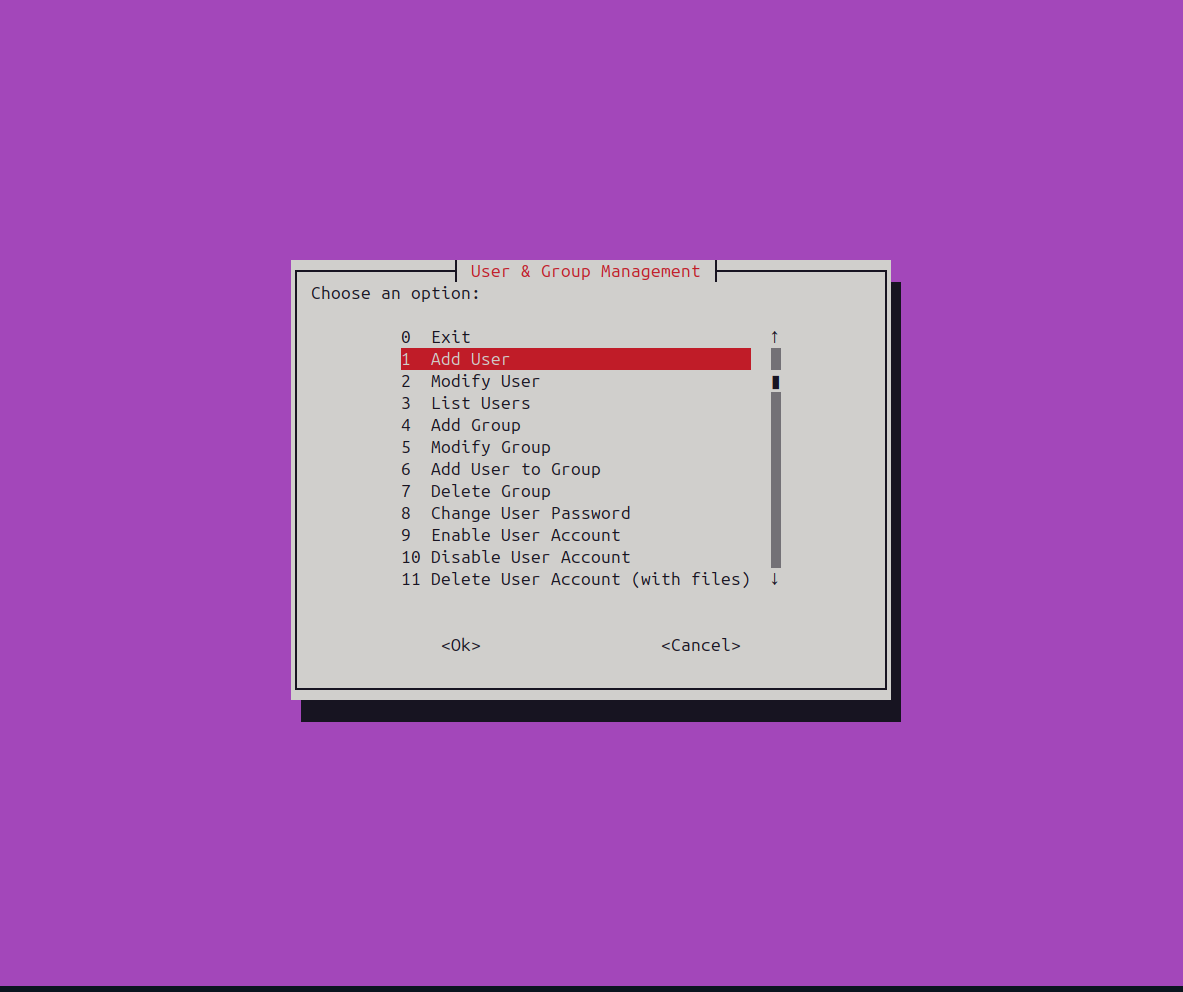 User & Group Management
Choose an option:
0 Exit ↑
1 Add User
2 Modify User
3 List Users
4 Add Group
5 Modify Group
6 Add User to Group
7 Delete Group
8 Change User Password
9 Enable User Account
10 Disable User Account
11 Delete User Account (with files) ↓
<Ok> <Cancel>